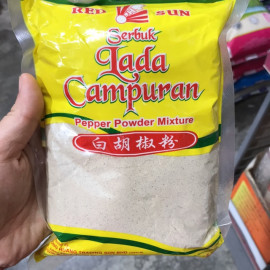 RED SUN
Serbuk
Lada
Campuran
Pepper Powder Mixture
白胡椒粉